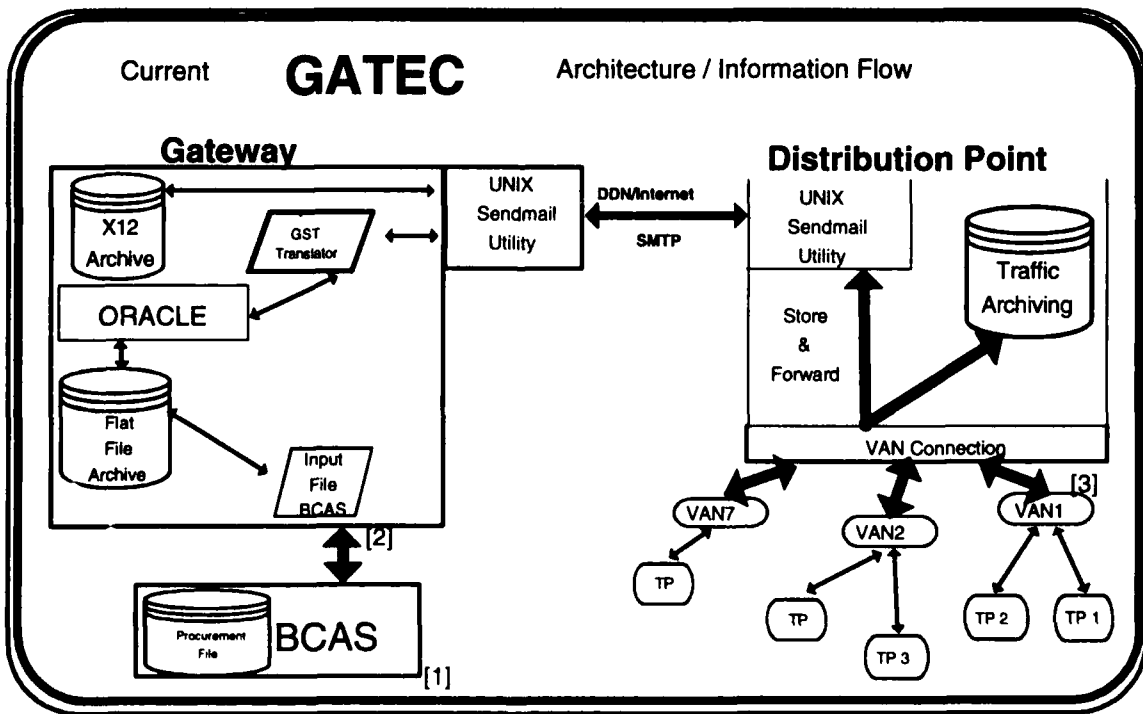 Current GATEC Architecture / Information Flow
Gateway
X12
Archive
GST
Translator
ORACLE
Flat
File
Archive
Input
File
BCAS
UNIX
Sendmail
Utility
DDN/Internet
SMTP
[2]
Procurement
File
BCAS
[1]
Distribution Point
UNIX
Sendmail
Utility
Store
&
Forward
Traffic
Archiving
VAN Connection
[3]
VAN7
VAN2
VAN1
TP
TP
TP 3
TP 2
TP 1